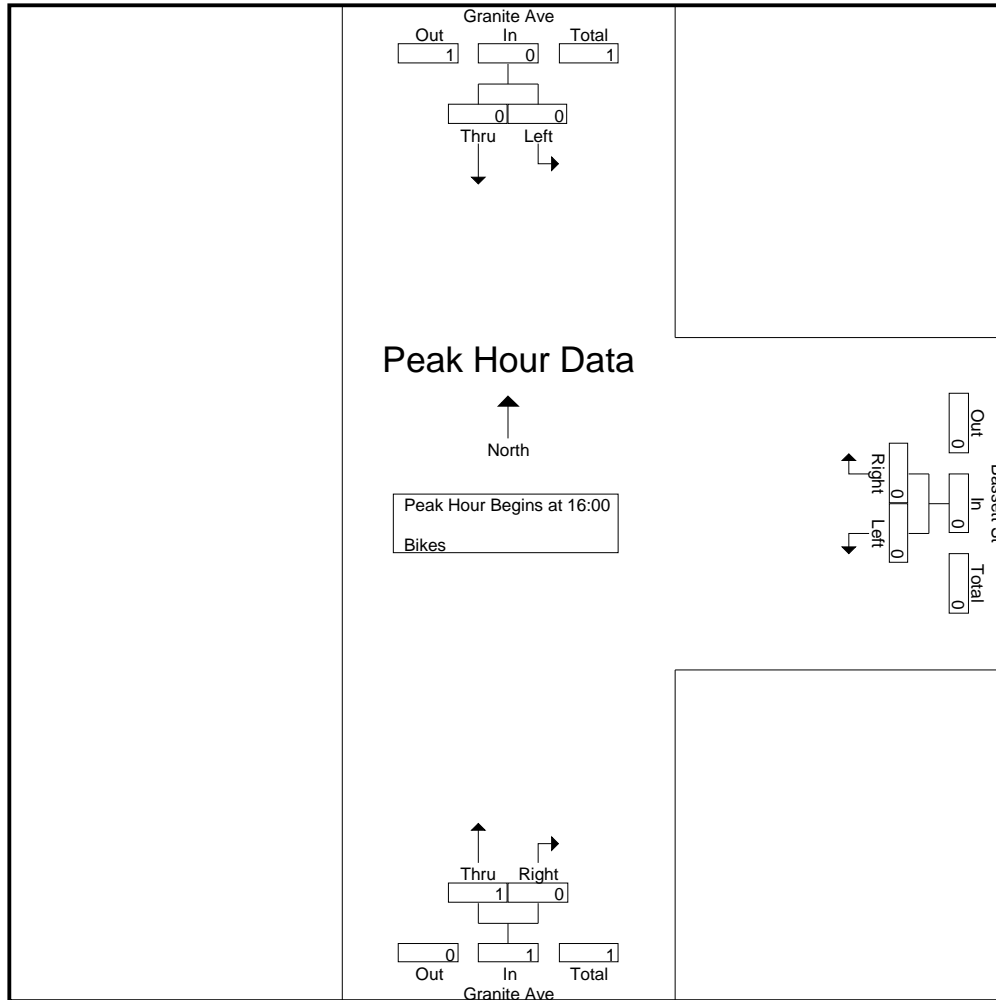 Granite Ave
Out In Total
1 0 1
0 0
Thru Left
Peak Hour Data
North
Peak Hour Begins at 16:00
Bikes
Out
0
Right
0
In
0
Left
0
Total
0
Thru Right
1 0
0 1 1
Out In Total
Granite Ave